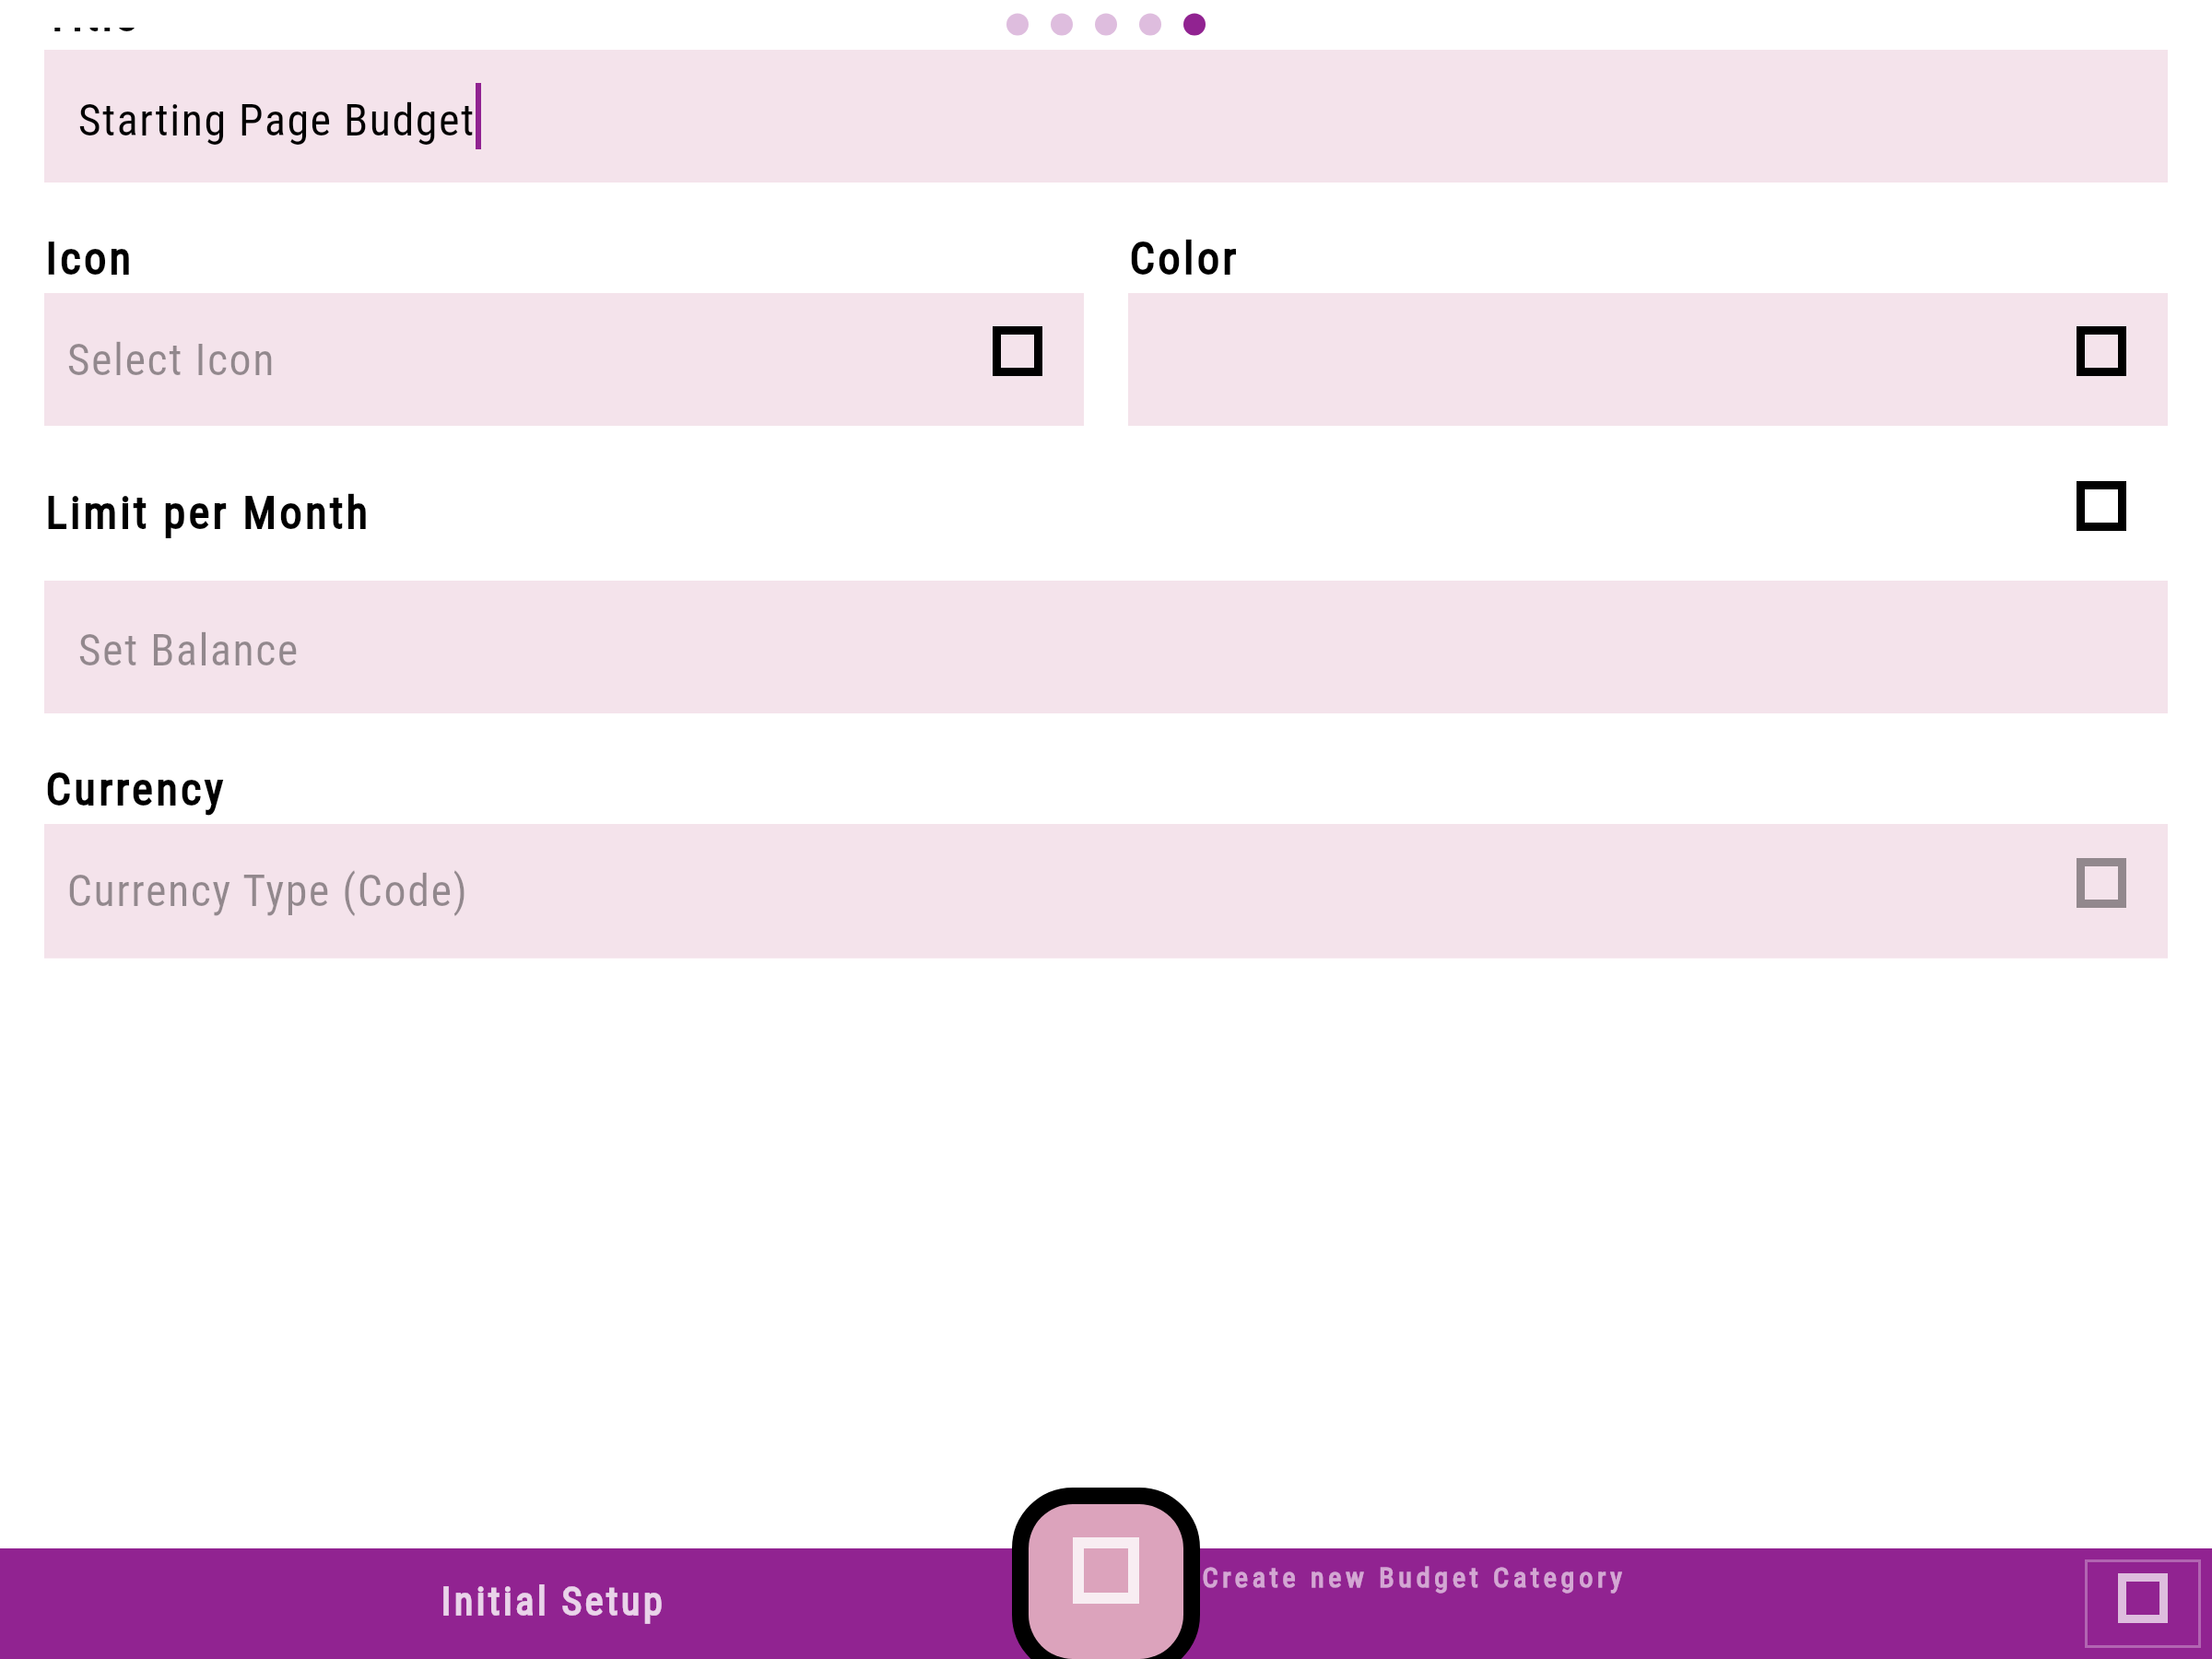 Starting Page Budget
Icon
Color
Select Icon
Limit per Month
Set Balance
Currency
Currency Type (Code)
Initial Setup
Create new Budget Category